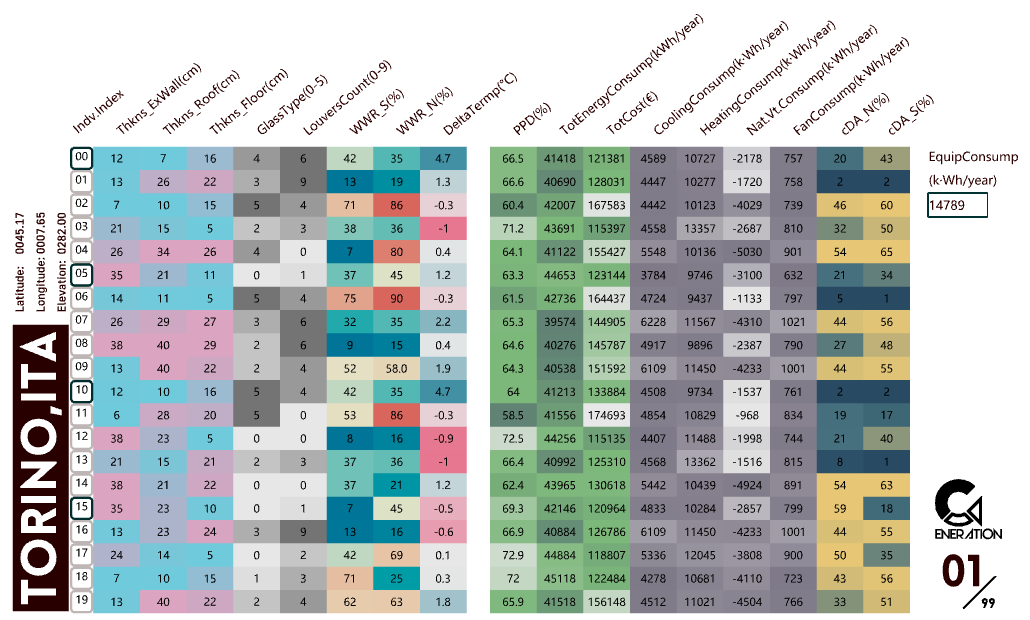 Indv.Index Thkns_ExWall(cm) Thkns_Roof(cm) Thkns_Floor(cm) GlassType(0-5) LouversCount(0-9) WWR_S(%) WWR_N(%) DeltaTermp(°C) PPD(%) TotEnergyConsump(kWh/year) TotCost(€) CoolingConsump(k·Wh/year) HeatingConsump(k·Wh/year) Nat.Vt.Consump(k·Wh/year) FanConsump(k·Wh/year) cDA_N(%) cDA_S(%)
00 12 7 16 4 6 42 35 4.7 66.5 41418 121381 4589 10727 -2178 757 20 43
01 13 26 22 3 9 13 19 1.3 66.6 40690 128031 4447 10277 -1720 758 2 2
02 7 10 15 5 4 71 86 -0.3 60.4 42007 167583 4442 10123 -4029 739 46 60
03 21 15 5 2 3 38 36 -1 71.2 43691 115397 4558 13357 -2687 810 32 50
04 26 34 26 4 0 7 80 0.4 64.1 41122 155427 5548 10136 -5030 901 54 65
05 35 21 11 0 1 37 45 1.2 63.3 44653 123144 3784 9746 -3100 632 21 34
06 14 11 5 5 4 75 90 -0.3 61.5 42736 164437 4724 9437 -1133 797 5 1
07 26 29 27 3 6 32 35 2.2 65.3 39574 144905 6228 11567 -4310 1021 44 56
08 38 40 29 2 6 9 15 0.4 64.6 40276 145787 4917 9896 -2387 790 27 48
09 13 40 22 2 4 52 58.0 1.9 64.3 40538 151592 6109 11450 -4233 1001 44 55
10 12 10 16 5 4 42 35 4.7 64 41213 133884 4508 9734 -1537 761 2 2
11 6 28 20 5 0 53 86 -0.3 58.5 41556 174693 4854 10829 -968 834 19 17
12 38 23 5 0 0 8 16 -0.9 72.5 44256 115135 4407 11488 -1998 744 21 40
13 21 15 21 2 3 37 36 -1 66.4 40992 125310 4568 13362 -1516 815 8 1
14 38 21 22 0 0 37 21 1.2 62.4 43965 130618 5442 10439 -4924 891 54 63
15 35 23 10 0 1 7 45 -0.5 69.3 42146 120964 4833 10284 -2857 799 59 18
16 13 23 24 3 9 13 16 -0.6 66.9 40884 126786 6109 11450 -4233 1001 44 55
17 24 14 5 0 2 42 69 0.1 72.9 44884 118807 5336 12045 -3808 900 50 35
18 7 10 15 1 3 71 25 0.3 72 45118 122484 4278 10681 -4110 723 43 56
19 13 40 22 2 4 62 63 1.8 65.9 41518 156148 4512 11021 -4504 766 33 51
EquipConsump
(k·Wh/year)
14789
Latitude: 0045.17
Longitude: 0007.65
Elevation: 0282.00
TORINO,ITA
ENERATION
01/99